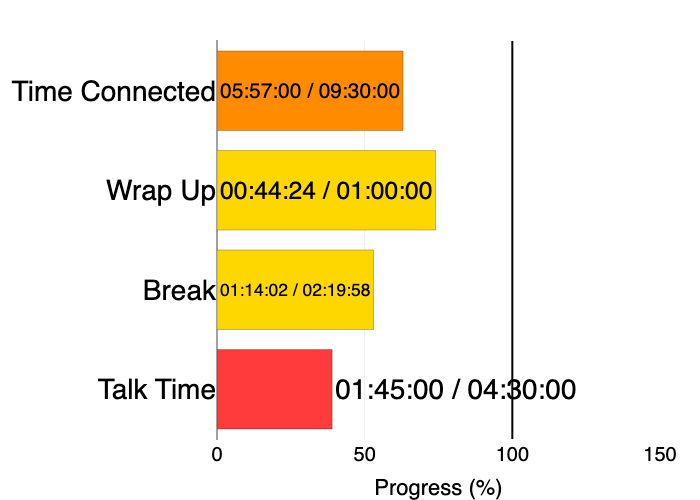 Time Connected 05:57:00 / 09:30:00
Wrap Up 00:44:24 / 01:00:00
Break 01:14:02 / 02:19:58
Talk Time 01:45:00 / 04:30:00
0 50 100 150
Progress (%)